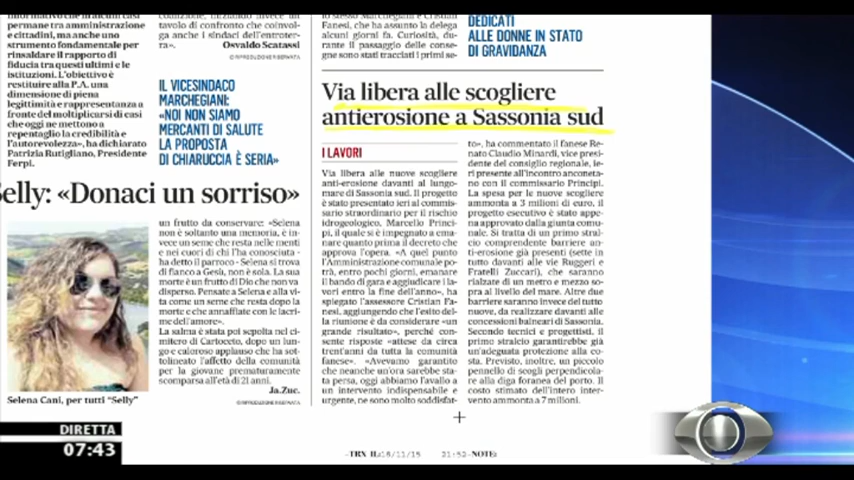 informativo che in alcuni casi
permane tra amministrazione
e cittadini, ma anche uno
strumento fondamentale per
rinsaldare il rapporto di
fiducia tra questi ultimi e le
istituzioni. L'obiettivo è
restituire alla P.A. una
dimensione di piena
legittimità e rappresentanza a
fronte del moltiplicarsi di casi
che oggi ne mettono a
repentaglio la credibilità e
l'autorevolezza», ha dichiarato
Patrizia Rutigliano, Presidente
Ferpi.
tavolo di confronto che coinvol-
ga anche i sindaci dell'entroter-
ra».
Osvaldo Scatassi
©RIPRODUZIONE RISERVATA
IL VICESINDACO
MARCHEGIANI:
«NOI NON SIAMO
MERCANTI DI SALUTE
LA PROPOSTA
DI CHIARUCCIA È SERIA»
Selly: «Donaci un sorriso»
un frutto da conservare: «Selena
non è soltanto una memoria, è in-
vece un seme che resta nelle menti
e nei cuori di chi l'ha conosciuta -
ha detto il parroco - Selena si trova
di fianco a Gesù, non è sola. La sua
morte è un frutto di Dio che non va
disperso. Pensate a Selena e alla vi-
ta come un seme che resta dopo la
morte e che annaffiate con le lacri-
me dell'amore».
La salma è stata poi sepolta nel ci-
mitero di Cartoceto, dopo un lun-
go e caloroso applauso che ha sot-
tolineato l'affetto della comunità
per la giovane prematuramente
scomparsa all'età di 21 anni.
Ja.Zuc.
©RIPRODUZIONE RISERVATA
Selena Cani, per tutti “Selly”
lo stesso Marchegiani e Cristian
Fanesi, che ha assunto la delega
alcuni giorni fa. Curiosità, du-
rante il passaggio delle conse-
gne sono stati tracciati i primi se-
DEDICATI
ALLE DONNE IN STATO
DI GRAVIDANZA
Via libera alle scogliere
antierosione a Sassonia sud
I LAVORI
Via libera alle nuove scogliere
anti-erosione davanti al lungo-
mare di Sassonia sud. Il progetto
è stato presentato ieri al commis-
sario straordinario per il rischio
idrogeologico, Marcello Princi-
pi, il quale si è impegnato a ema-
nare quanto prima il decreto che
approva l'opera. «A quel punto
l'Amministrazione comunale po-
trà, entro pochi giorni, emanare
il bando di gara e aggiudicare i la-
vori entro la fine dell'anno», ha
spiegato l'assessore Cristian Fa-
nesi, aggiungendo che l'esito del-
la riunione è da considerare «un
grande risultato», perché con-
sente risposte «attese da circa
trent'anni da tutta la comunità
fanese». «Avevamo garantito
che neanche un'ora sarebbe sta-
ta persa, oggi abbiamo l'avallo a
un intervento indispensabile e
urgente, ne sono molto soddisfat-
to», ha commentato il fanese Re-
nato Claudio Minardi, vice presi-
dente del consiglio regionale, ie-
ri presente all'incontro anconeta-
no con il commissario Principi.
La spesa per le nuove scogliere
ammonta a 3 milioni di euro, il
progetto esecutivo è stato appe-
na approvato dalla giunta comu-
nale. Si tratta di un primo stral-
cio comprendente barriere an-
ti-erosione già presenti (sette in
tutto davanti alle vie Ruggeri e
Fratelli Zuccari), che saranno
rialzate di un metro e mezzo so-
pra al livello del mare. Altre due
barriere saranno invece del tutto
nuove, da realizzare davanti alle
concessioni balneari di Sassonia.
Secondo tecnici e progettisti, il
primo stralcio garantirebbe già
un'adeguata protezione alla co-
sta. Previsto, inoltre, un piccolo
pennello di scogli perpendicola-
re alla diga foranea del porto. Il
costo stimato dell'intero inter-
vento ammonta a 7 milioni.
DIRETTA
07:43
-TRX IL:16/11/15 21:52-NOTE: